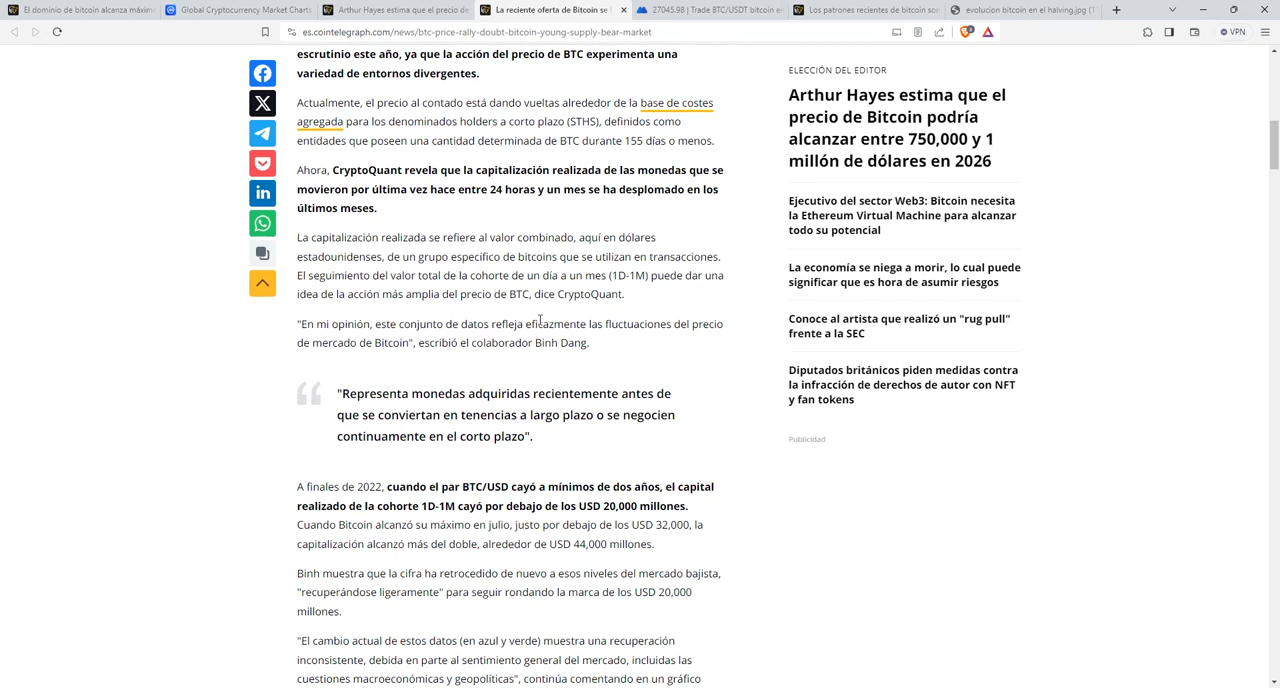 El dominio de bitcoin alcanza máximo
Global Cryptocurrency Market Charts
Arthur Hayes estima que el precio de
La reciente oferta de Bitcoin se
27045.98 | Trade BTC/USDT bitcoin e
Los patrones recientes de bitcoin so
evolucion bitcoin en el halving.jpg (1
es.cointelegraph.com/news/btc-price-rally-doubt-bitcoin-young-supply-bear-market
VPN
escrutinio este año, ya que la acción del precio de BTC experimenta una
variedad de entornos divergentes.
Actualmente, el precio al contado está dando vueltas alrededor de la base de costes
agregada para los denominados holders a corto plazo (STHS), definidos como
entidades que poseen una cantidad determinada de BTC durante 155 días o menos.
Ahora, CryptoQuant revela que la capitalización realizada de las monedas que se
movieron por última vez hace entre 24 horas y un mes se ha desplomado en los
últimos meses.
La capitalización realizada se refiere al valor combinado, aquí en dólares
estadounidenses, de un grupo específico de bitcoins que se utilizan en transacciones.
El seguimiento del valor total de la cohorte de un día a un mes (1D-1M) puede dar una
idea de la acción más amplia del precio de BTC, dice CryptoQuant.
"En mi opinión, este conjunto de datos refleja eficazmente las fluctuaciones del precio
de mercado de Bitcoin", escribió el colaborador Binh Dang.
"Representa monedas adquiridas recientemente antes de
que se conviertan en tenencias a largo plazo o se negocien
continuamente en el corto plazo".
A finales de 2022, cuando el par BTC/USD cayó a mínimos de dos años, el capital
realizado de la cohorte 1D-1M cayó por debajo de los USD 20,000 millones.
Cuando Bitcoin alcanzó su máximo en julio, justo por debajo de los USD 32,000, la
capitalización alcanzó más del doble, alrededor de USD 44,000 millones.
Binh muestra que la cifra ha retrocedido de nuevo a esos niveles del mercado bajista,
"recuperándose ligeramente" para seguir rondando la marca de los USD 20,000
millones.
"El cambio actual de estos datos (en azul y verde) muestra una recuperación
inconsistente, debida en parte al sentimiento general del mercado, incluidas las
cuestiones macroeconómicas y geopolíticas", continúa comentando en un gráfico
ELECCIÓN DEL EDITOR
Arthur Hayes estima que el
precio de Bitcoin podría
alcanzar entre 750,000 y 1
millón de dólares en 2026
Ejecutivo del sector Web3: Bitcoin necesita
la Ethereum Virtual Machine para alcanzar
todo su potencial
La economía se niega a morir, lo cual puede
significar que es hora de asumir riesgos
Conoce al artista que realizó un "rug pull"
frente a la SEC
Diputados británicos piden medidas contra
la infracción de derechos de autor con NFT
y fan tokens
Publicidad